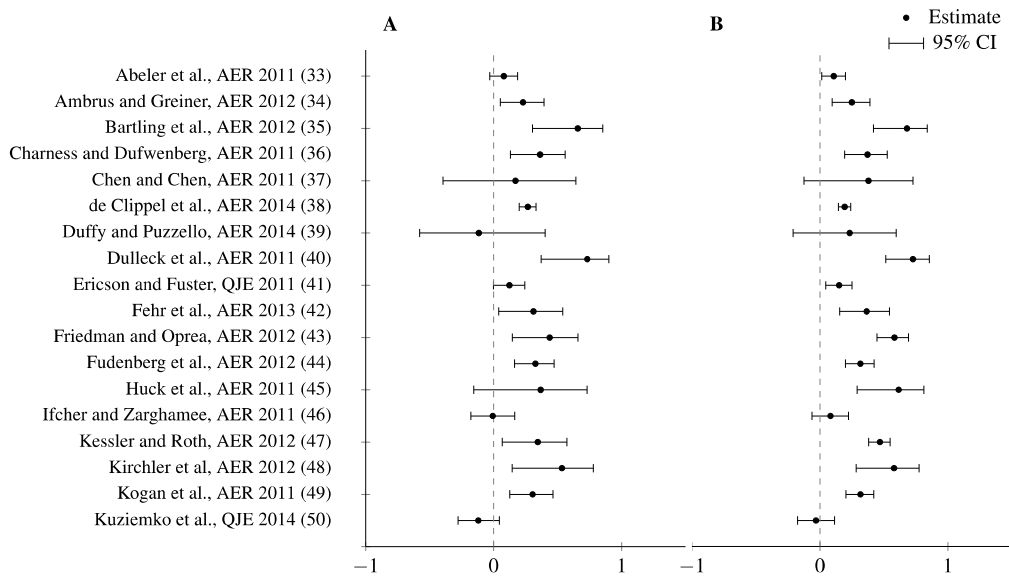 A
B
Estimate
95% CI
Abeler et al., AER 2011 (33)
Ambrus and Greiner, AER 2012 (34)
Bartling et al., AER 2012 (35)
Charness and Dufwenberg, AER 2011 (36)
Chen and Chen, AER 2011 (37)
de Clippel et al., AER 2014 (38)
Duffy and Puzzello, AER 2014 (39)
Dulleck et al., AER 2011 (40)
Ericson and Fuster, QJE 2011 (41)
Fehr et al., AER 2013 (42)
Friedman and Oprea, AER 2012 (43)
Fudenberg et al., AER 2012 (44)
Huck et al., AER 2011 (45)
Ifcher and Zarghamee, AER 2011 (46)
Kessler and Roth, AER 2012 (47)
Kirchler et al, AER 2012 (48)
Kogan et al., AER 2011 (49)
Kuziemko et al., QJE 2014 (50)
−1 0 1
−1 0 1